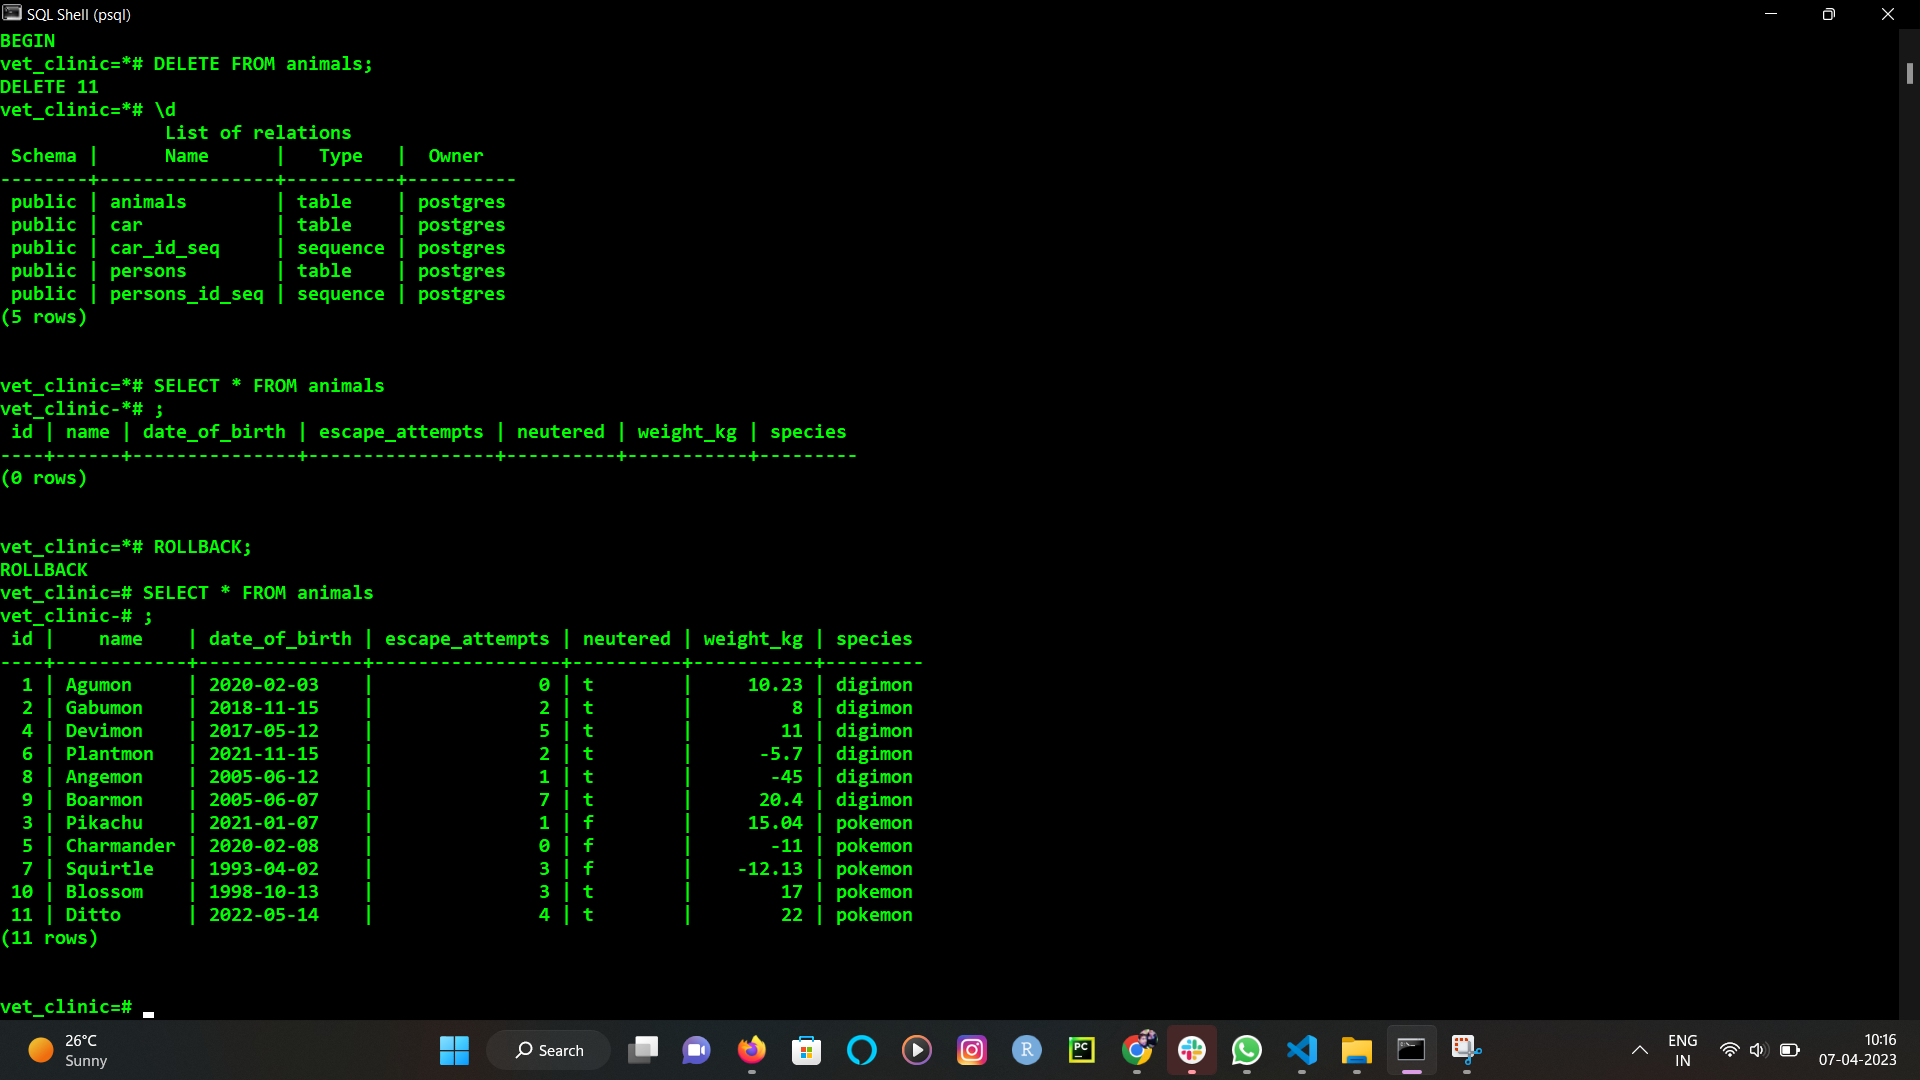 SQL Shell (psql)
BEGIN
vet_clinic=*# DELETE FROM animals;
DELETE 11
vet_clinic=*# \d
               List of relations
 Schema |      Name      |   Type   |  Owner
--------+----------------+----------+----------
 public | animals        | table    | postgres
 public | car            | table    | postgres
 public | car_id_seq     | sequence | postgres
 public | persons        | table    | postgres
 public | persons_id_seq | sequence | postgres
(5 rows)
vet_clinic=*# SELECT * FROM animals
vet_clinic-*# ;
 id | name | date_of_birth | escape_attempts | neutered | weight_kg | species
----+------+---------------+-----------------+----------+-----------+---------
(0 rows)
vet_clinic=*# ROLLBACK;
ROLLBACK
vet_clinic=# SELECT * FROM animals
vet_clinic-# ;
 id |    name    | date_of_birth | escape_attempts | neutered | weight_kg | species
----+------------+---------------+-----------------+----------+-----------+---------
  1 | Agumon     | 2020-02-03    |               0 | t        |     10.23 | digimon
  2 | Gabumon    | 2018-11-15    |               2 | t        |         8 | digimon
  4 | Devimon    | 2017-05-12    |               5 | t        |        11 | digimon
  6 | Plantmon   | 2021-11-15    |               2 | t        |      -5.7 | digimon
  8 | Angemon    | 2005-06-12    |               1 | t        |       -45 | digimon
  9 | Boarmon    | 2005-06-07    |               7 | t        |      20.4 | digimon
  3 | Pikachu    | 2021-01-07    |               1 | f        |     15.04 | pokemon
  5 | Charmander | 2020-02-08    |               0 | f        |       -11 | pokemon
  7 | Squirtle   | 1993-04-02    |               3 | f        |    -12.13 | pokemon
 10 | Blossom    | 1998-10-13    |               3 | t        |        17 | pokemon
 11 | Ditto      | 2022-05-14    |               4 | t        |        22 | pokemon
(11 rows)
vet_clinic=#
26°C
Sunny
Search
R
PC
ENG
IN
10:16
07-04-2023